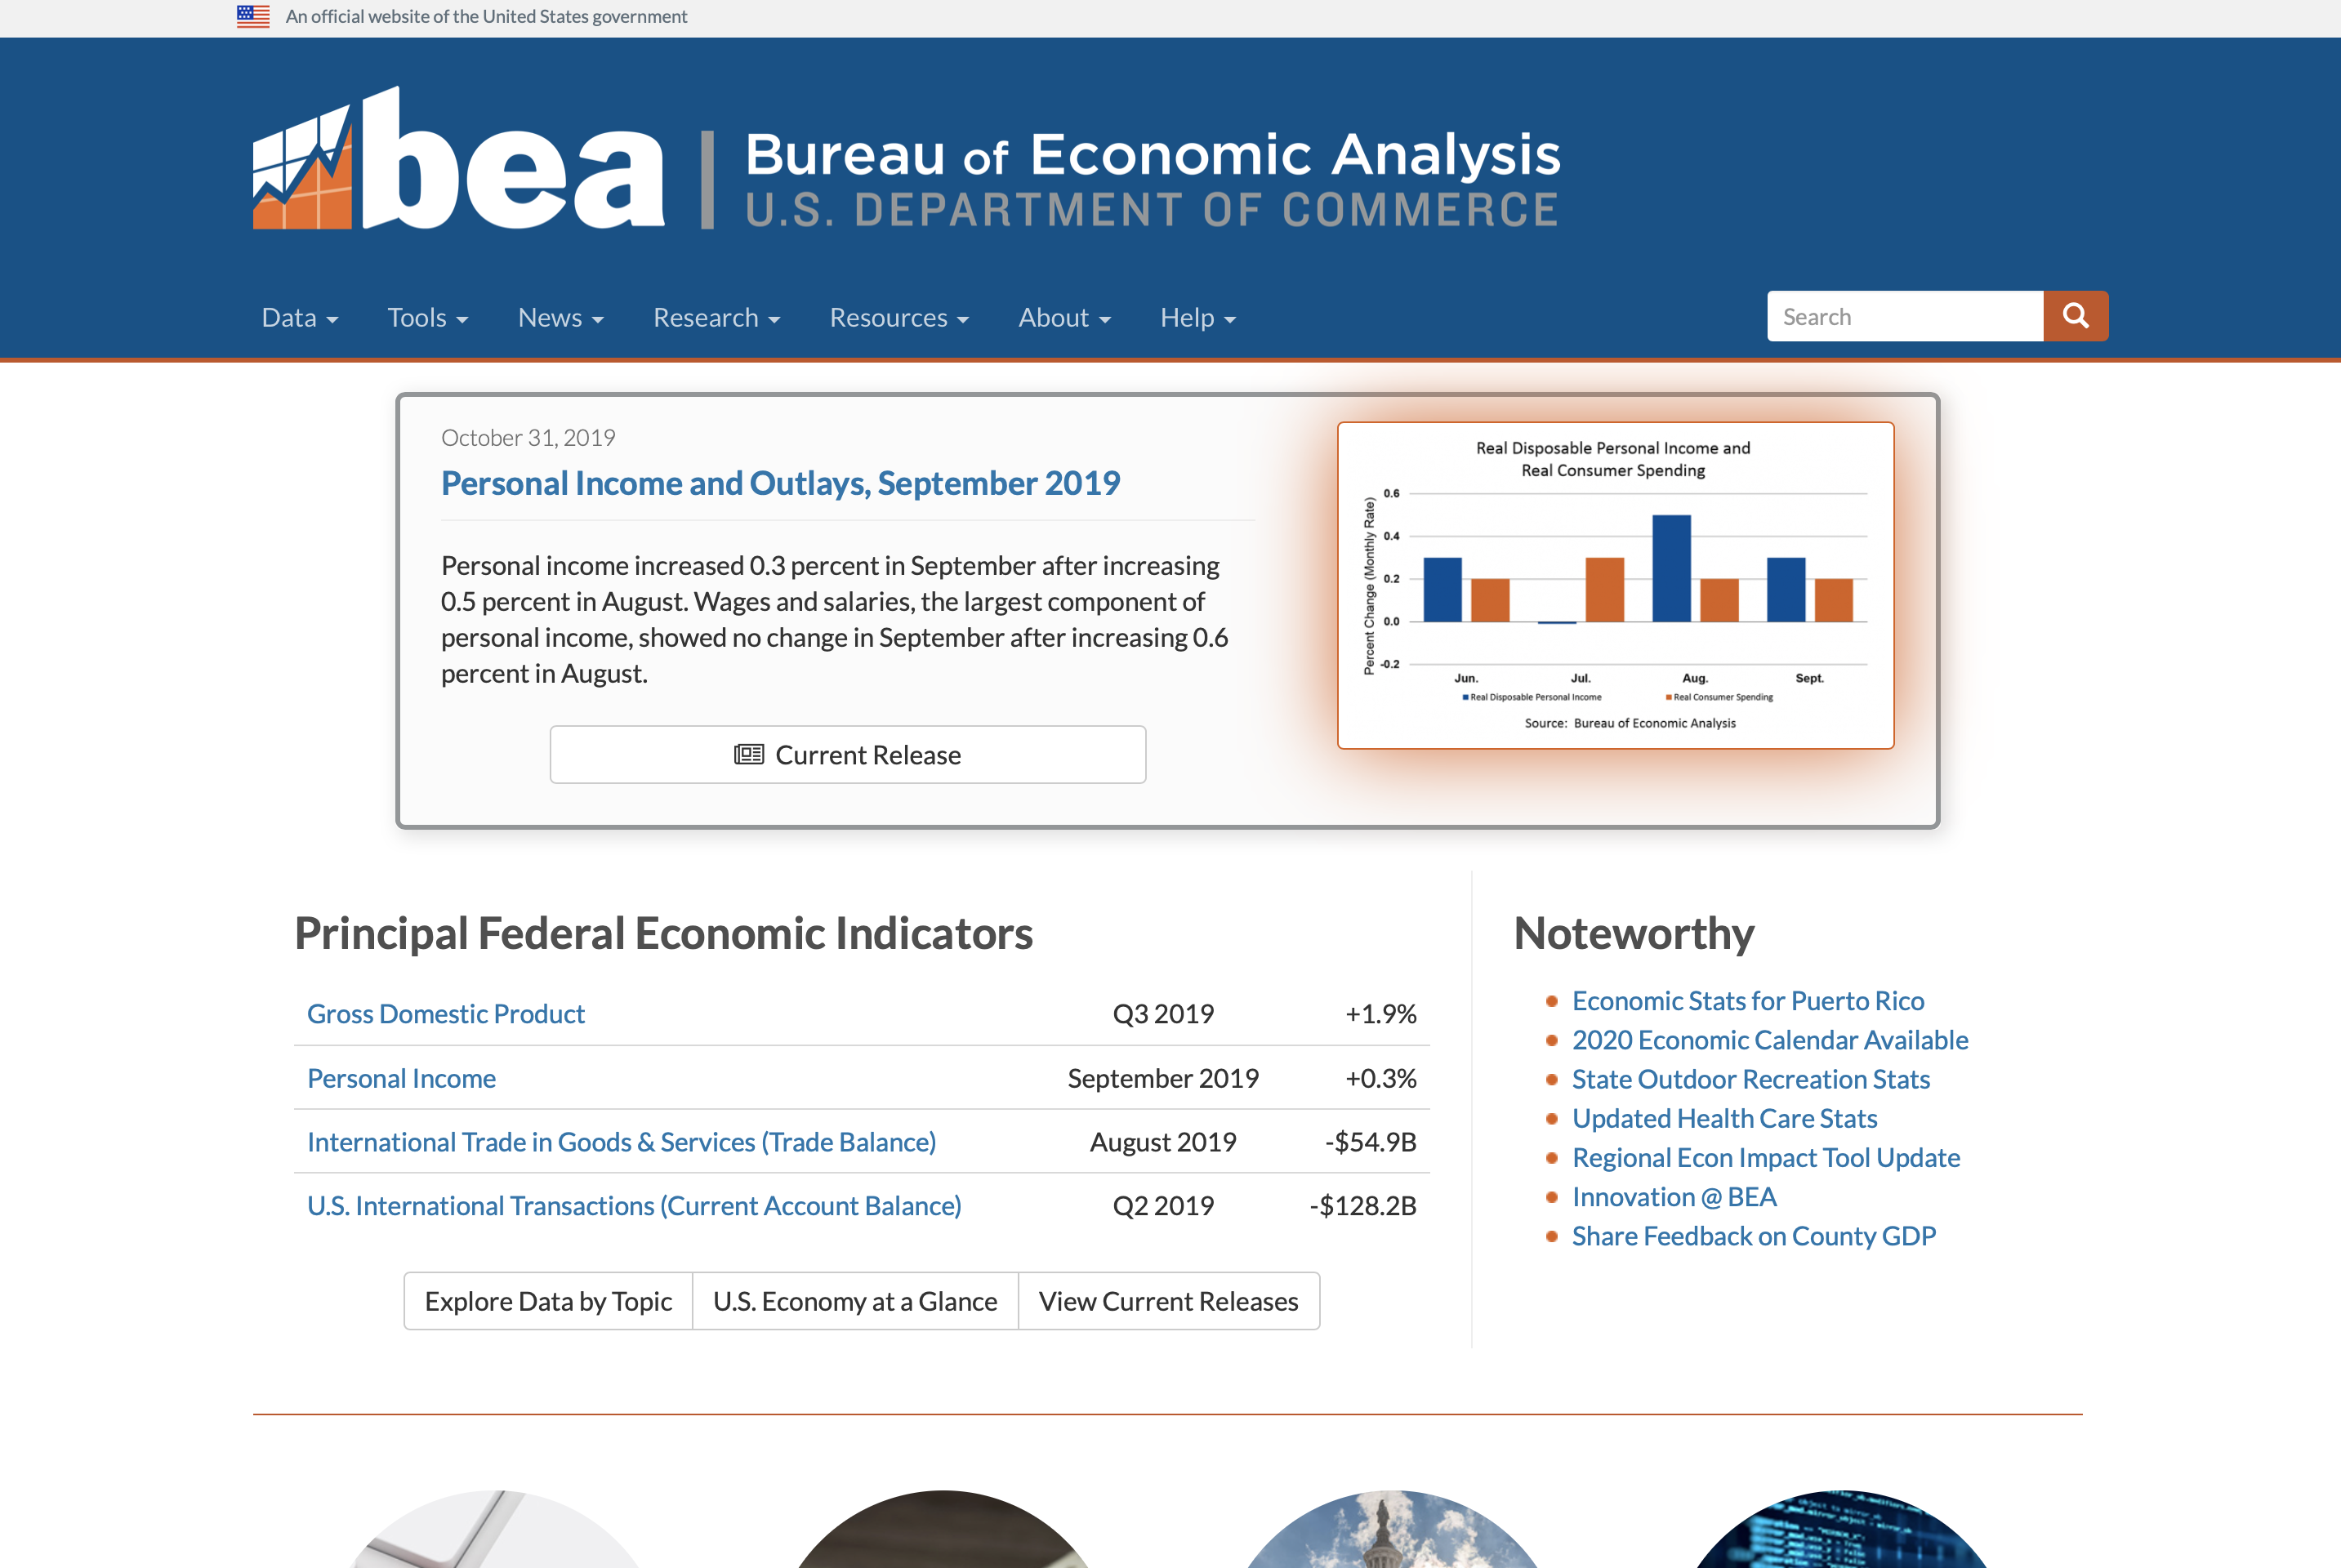 An official website of the United States government
bea
Bureau of Economic Analysis
U.S. DEPARTMENT OF COMMERCE
Data Tools News Research Resources About Help Search
October 31, 2019
Personal Income and Outlays, September 2019
Personal income increased 0.3 percent in September after increasing
0.5 percent in August. Wages and salaries, the largest component of
personal income, showed no change in September after increasing 0.6
percent in August.
Current Release
Real Disposable Personal Income and
Real Consumer Spending
Percent Change (Monthly Rate)
0.6
0.4
0.2
0.0
-0.2
Jun. Jul. Aug. Sept.
Real Disposable Personal Income Real Consumer Spending
Source: Bureau of Economic Analysis
Principal Federal Economic Indicators
Gross Domestic Product Q3 2019 +1.9%
Personal Income September 2019 +0.3%
International Trade in Goods & Services (Trade Balance) August 2019 -$54.9B
U.S. International Transactions (Current Account Balance) Q2 2019 -$128.2B
Explore Data by Topic U.S. Economy at a Glance View Current Releases
Noteworthy
Economic Stats for Puerto Rico
2020 Economic Calendar Available
State Outdoor Recreation Stats
Updated Health Care Stats
Regional Econ Impact Tool Update
Innovation @ BEA
Share Feedback on County GDP